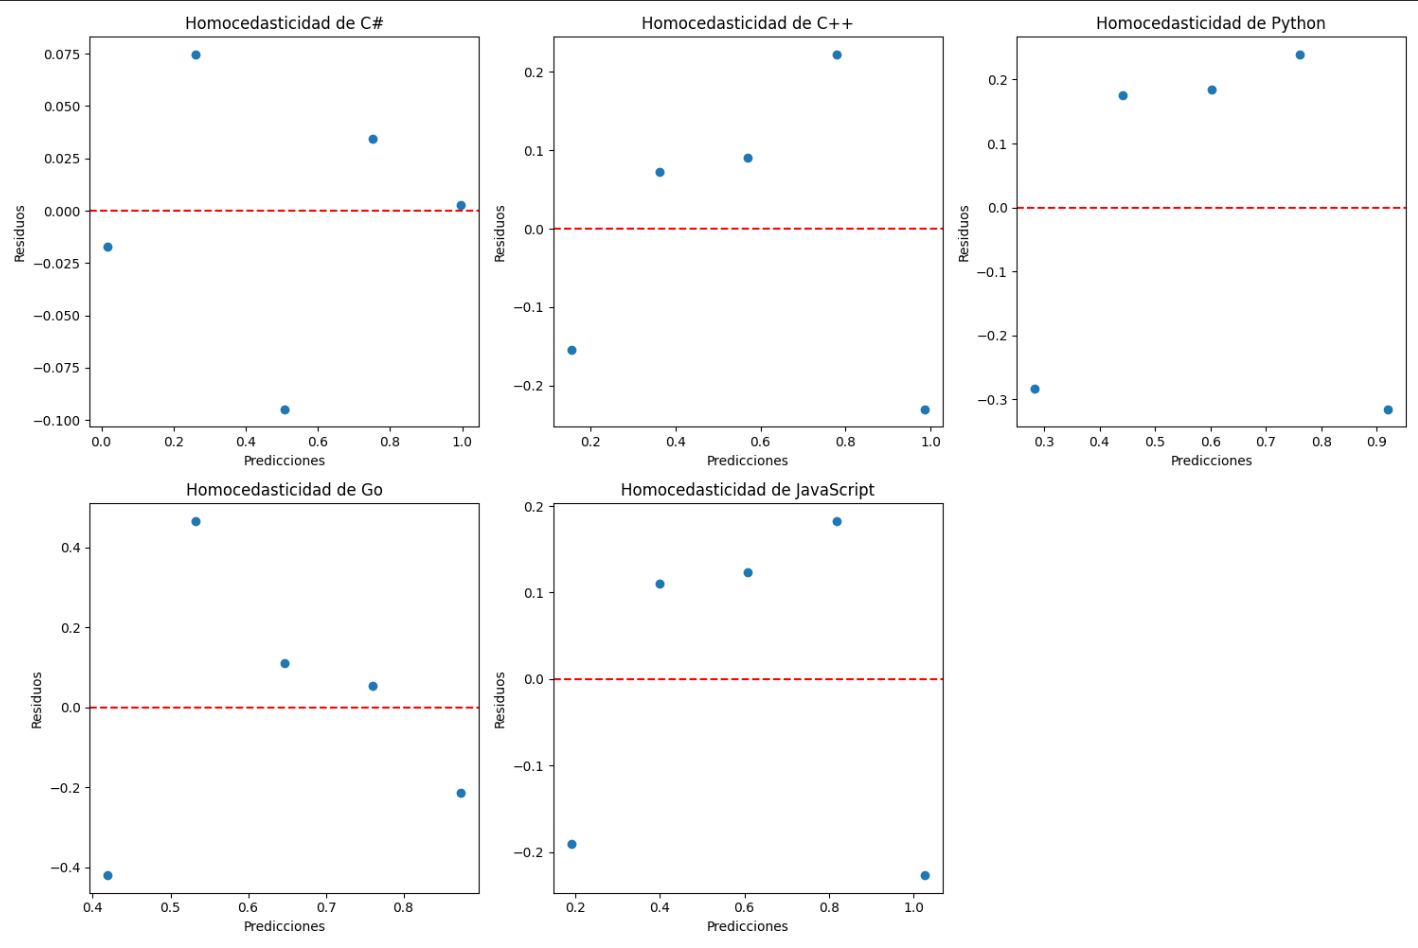 Homocedasticidad de C#
0.075
0.050
0.025
0.000
−0.025
−0.050
−0.075
−0.100
Residuos
0.0 0.2 0.4 0.6 0.8 1.0
Predicciones
Homocedasticidad de C++
0.2
0.1
0.0
−0.1
−0.2
Residuos
0.2 0.4 0.6 0.8 1.0
Predicciones
Homocedasticidad de Python
0.2
0.1
0.0
−0.1
−0.2
−0.3
Residuos
0.3 0.4 0.5 0.6 0.7 0.8 0.9
Predicciones
Homocedasticidad de Go
0.4
0.2
0.0
−0.2
−0.4
Residuos
0.4 0.5 0.6 0.7 0.8
Predicciones
Homocedasticidad de JavaScript
0.2
0.1
0.0
−0.1
−0.2
Residuos
0.2 0.4 0.6 0.8 1.0
Predicciones